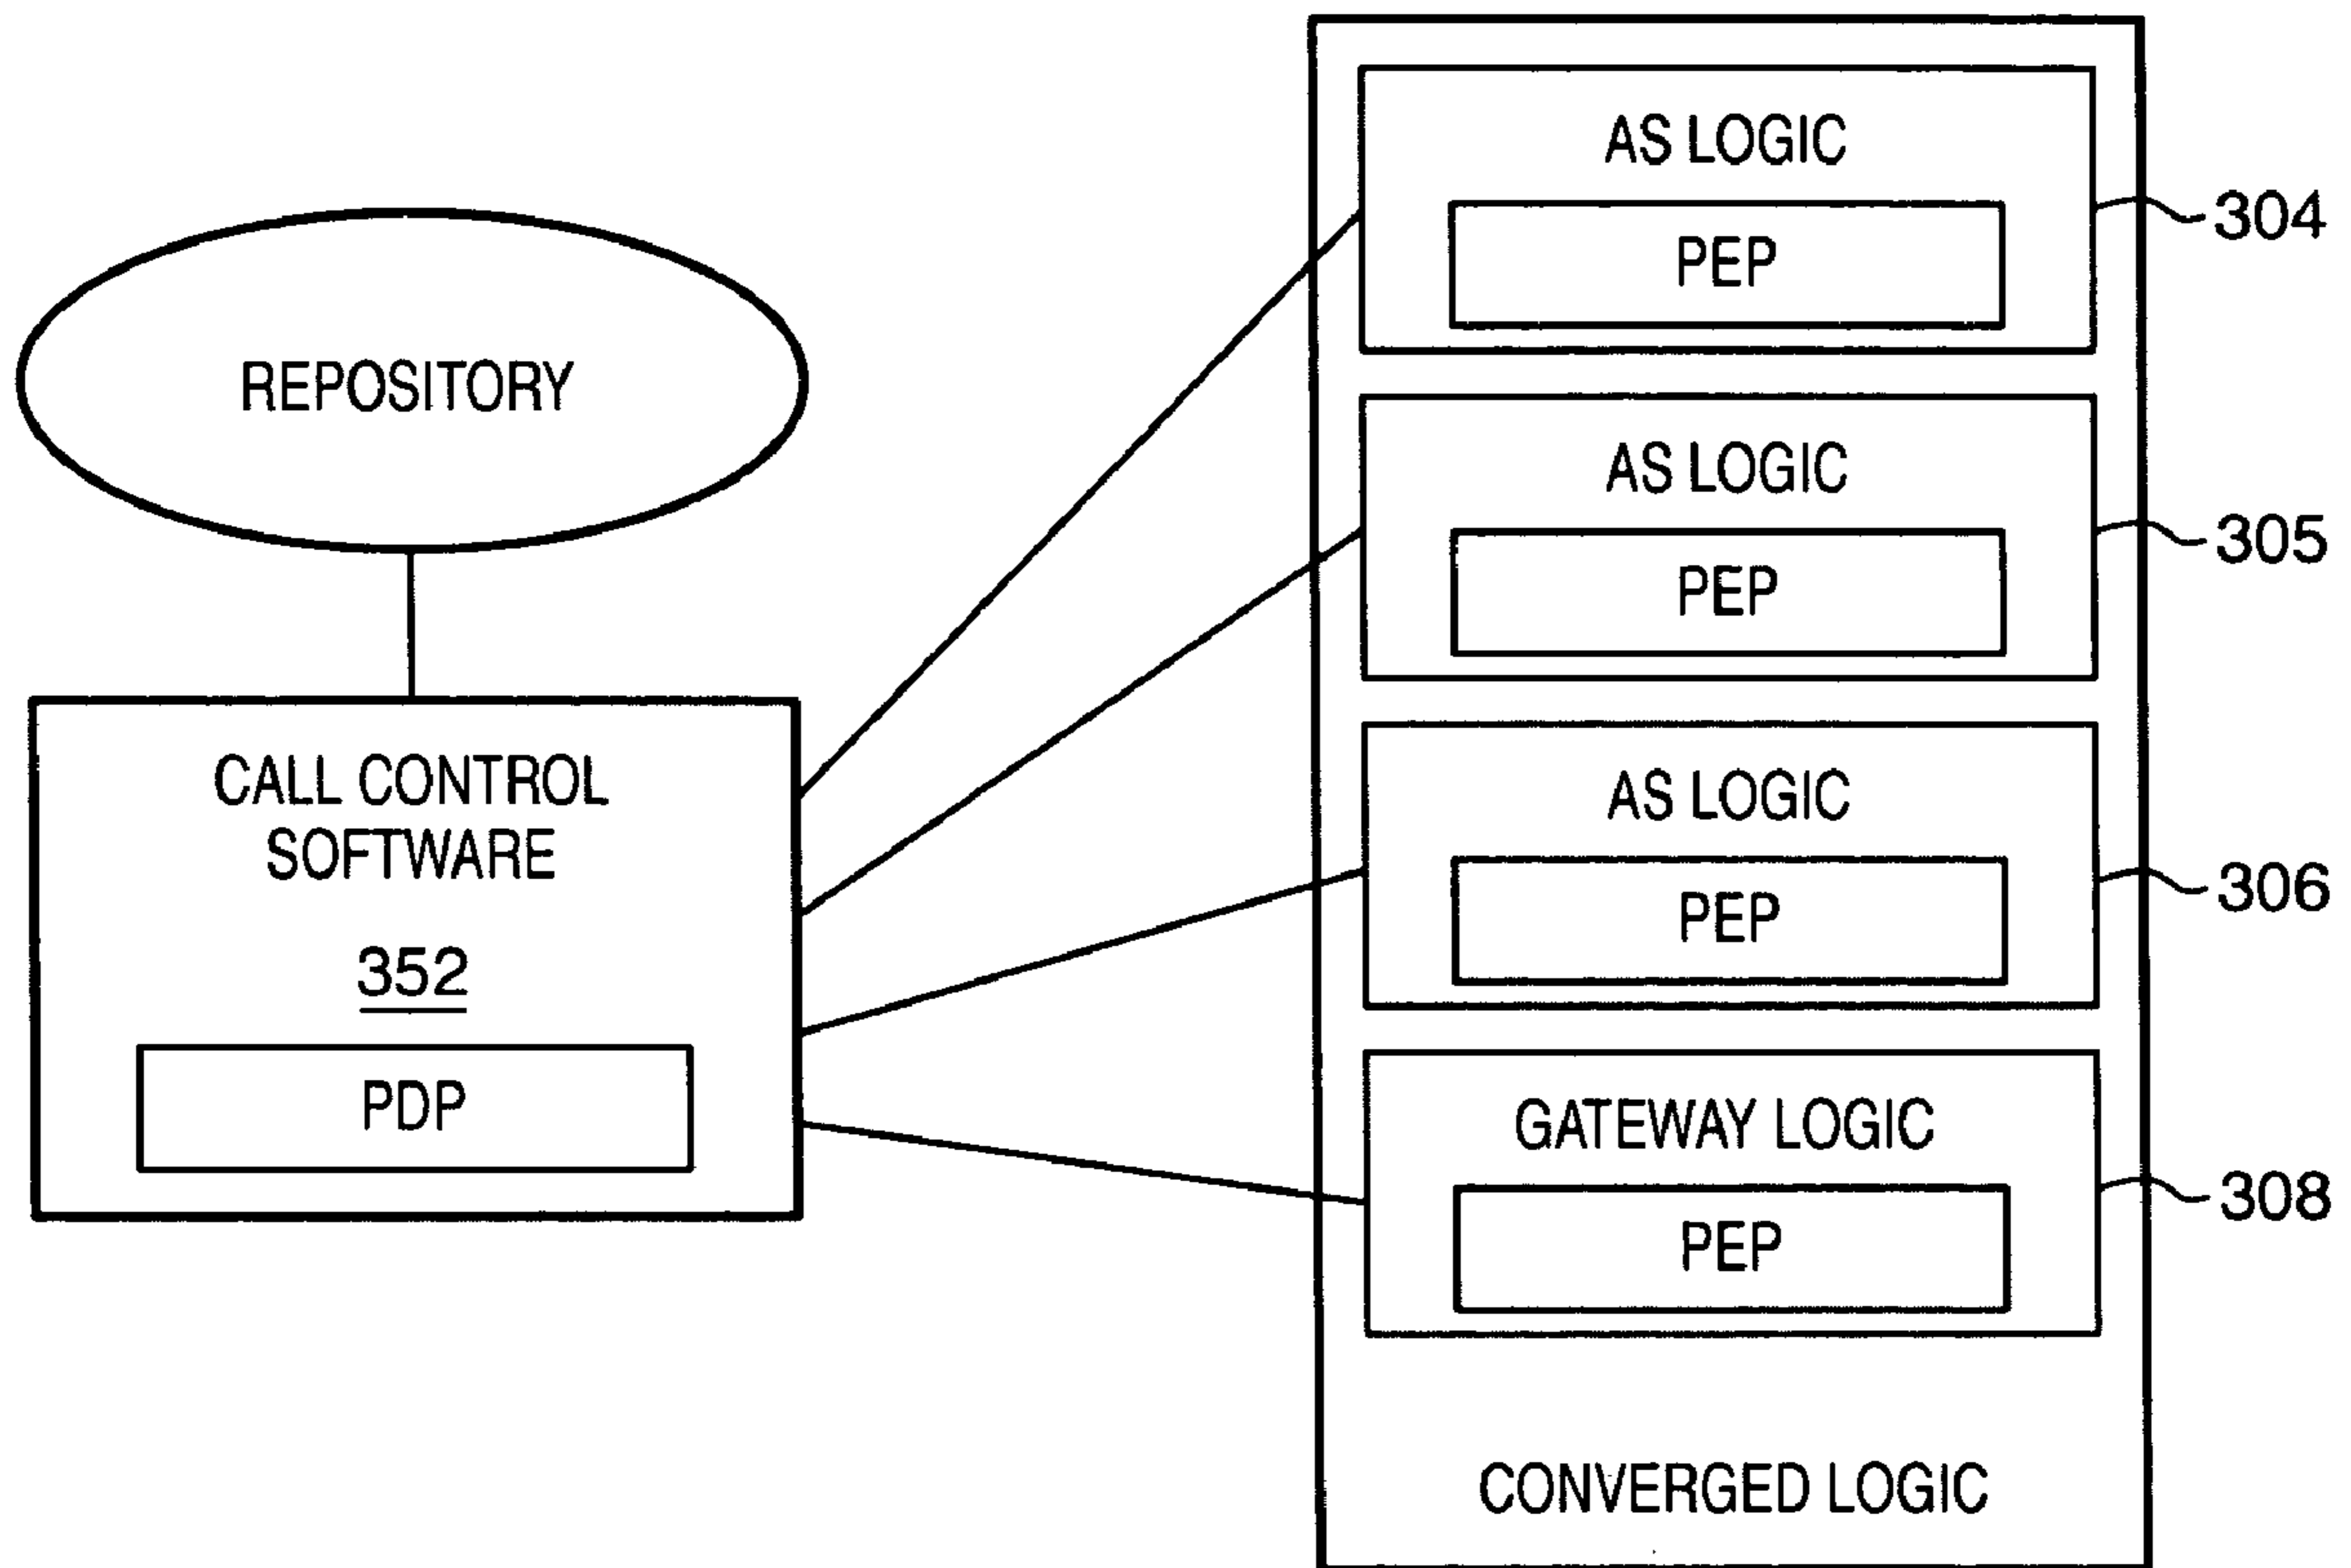 REPOSITORY
CALL CONTROL
SOFTWARE
352
PDP
AS LOGIC
PEP
304
AS LOGIC
PEP
305
AS LOGIC
PEP
306
GATEWAY LOGIC
PEP
308
CONVERGED LOGIC